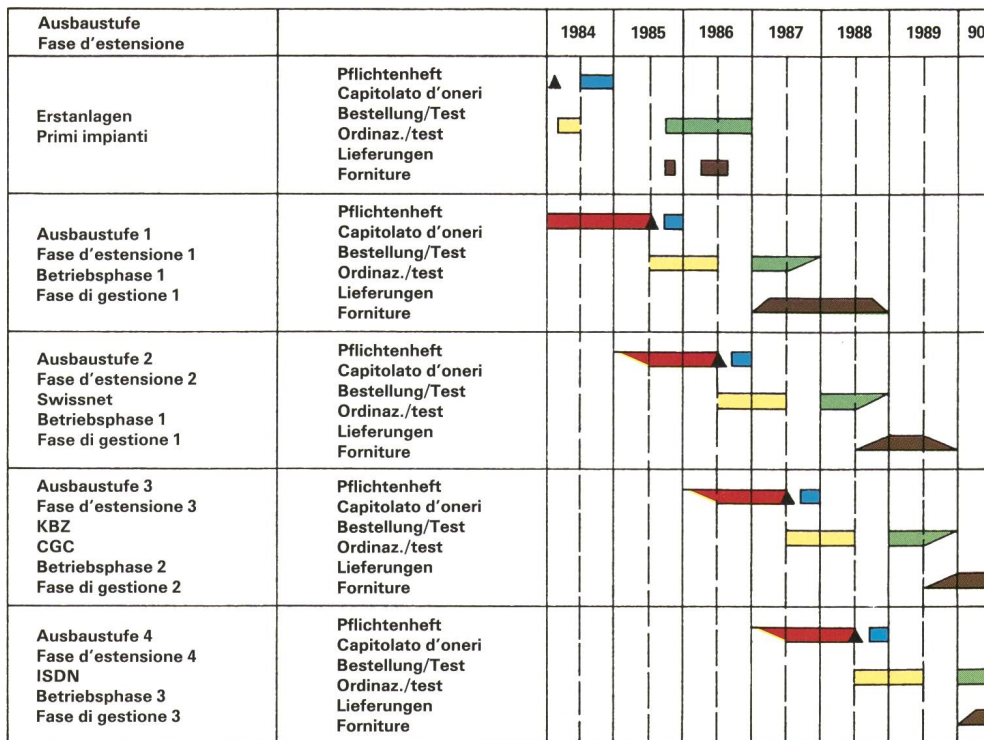 Ausbaustufe
Fase d'estensione
1984 1985 1986 1987 1988 1989 90
Erstanlagen
Primi impianti
Pflichtenheft
Capitolato d'oneri
Bestellung/Test
Ordinaz./test
Lieferungen
Forniture
Ausbaustufe 1
Fase d'estensione 1
Betriebsphase 1
Fase di gestione 1
Pflichtenheft
Capitolato d'oneri
Bestellung/Test
Ordinaz./test
Lieferungen
Forniture
Ausbaustufe 2
Fase d'estensione 2
Swissnet
Betriebsphase 1
Fase di gestione 1
Pflichtenheft
Capitolato d'oneri
Bestellung/Test
Ordinaz./test
Lieferungen
Forniture
Ausbaustufe 3
Fase d'estensione 3
KBZ
CGC
Betriebsphase 2
Fase di gestione 2
Pflichtenheft
Capitolato d'oneri
Bestellung/Test
Ordinaz./test
Lieferungen
Forniture
Ausbaustufe 4
Fase d'estensione 4
ISDN
Betriebsphase 3
Fase di gestione 3
Pflichtenheft
Capitolato d'oneri
Bestellung/Test
Ordinaz./test
Lieferungen
Forniture